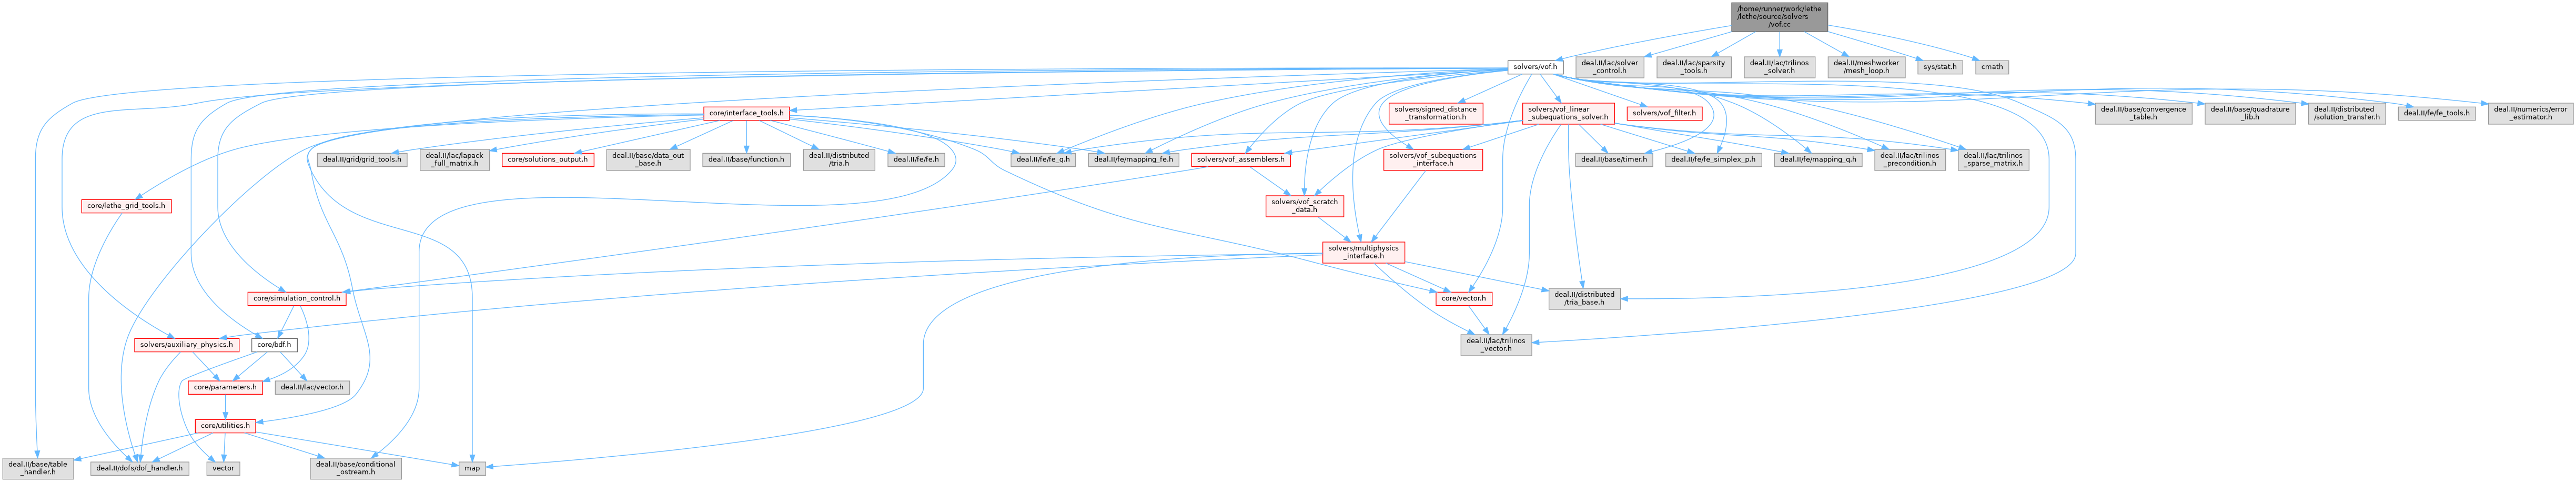 /home/runner/work/lethe
/lethe/source/solvers
/vof.cc
solvers/vof.h
deal.II/lac/solver
_control.h
deal.II/lac/sparsity
_tools.h
deal.II/lac/trilinos
_solver.h
deal.II/meshworker
/mesh_loop.h
sys/stat.h
cmath
core/interface_tools.h
solvers/signed_distance
_transformation.h
solvers/vof_linear
_subequations_solver.h
solvers/vof_filter.h
deal.II/base/convergence
_table.h
deal.II/base/quadrature
_lib.h
deal.II/distributed
/solution_transfer.h
deal.II/fe/fe_tools.h
deal.II/numerics/error
_estimator.h
deal.II/grid/grid_tools.h
deal.II/lac/lapack
_full_matrix.h
core/solutions_output.h
deal.II/base/data_out
_base.h
deal.II/base/function.h
deal.II/distributed
/tria.h
deal.II/fe/fe.h
deal.II/fe/fe_q.h
deal.II/fe/mapping_fe.h
solvers/vof_assemblers.h
solvers/vof_subequations
_interface.h
deal.II/base/timer.h
deal.II/fe/fe_simplex_p.h
deal.II/fe/mapping_q.h
deal.II/lac/trilinos
_precondition.h
deal.II/lac/trilinos
_sparse_matrix.h
core/lethe_grid_tools.h
solvers/vof_scratch
_data.h
solvers/multiphysics
_interface.h
core/simulation_control.h
core/vector.h
deal.II/distributed
/tria_base.h
solvers/auxiliary_physics.h
core/bdf.h
deal.II/lac/trilinos
_vector.h
core/parameters.h
deal.II/lac/vector.h
core/utilities.h
deal.II/base/table
_handler.h
deal.II/dofs/dof_handler.h
vector
deal.II/base/conditional
_ostream.h
map